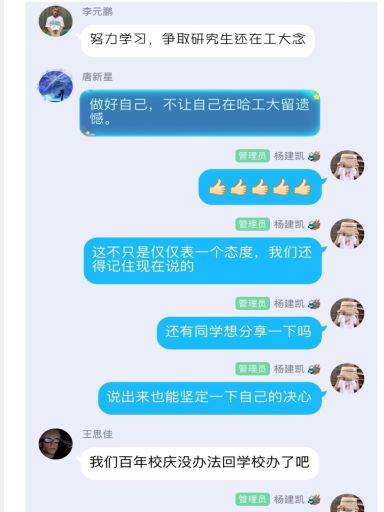 李元鹏
努力学习，争取研究生还在工大念
唐新星
做好自己，不让自己在哈工大留遗
憾。
管理员 杨建凯
管理员 杨建凯
这不只是仅仅表一个态度，我们还
得记住现在说的
管理员 杨建凯
还有同学想分享一下吗
管理员 杨建凯
说出来也能坚定一下自己的决心
王思佳
我们百年校庆没办法回学校办了吧
管理员 杨建凯